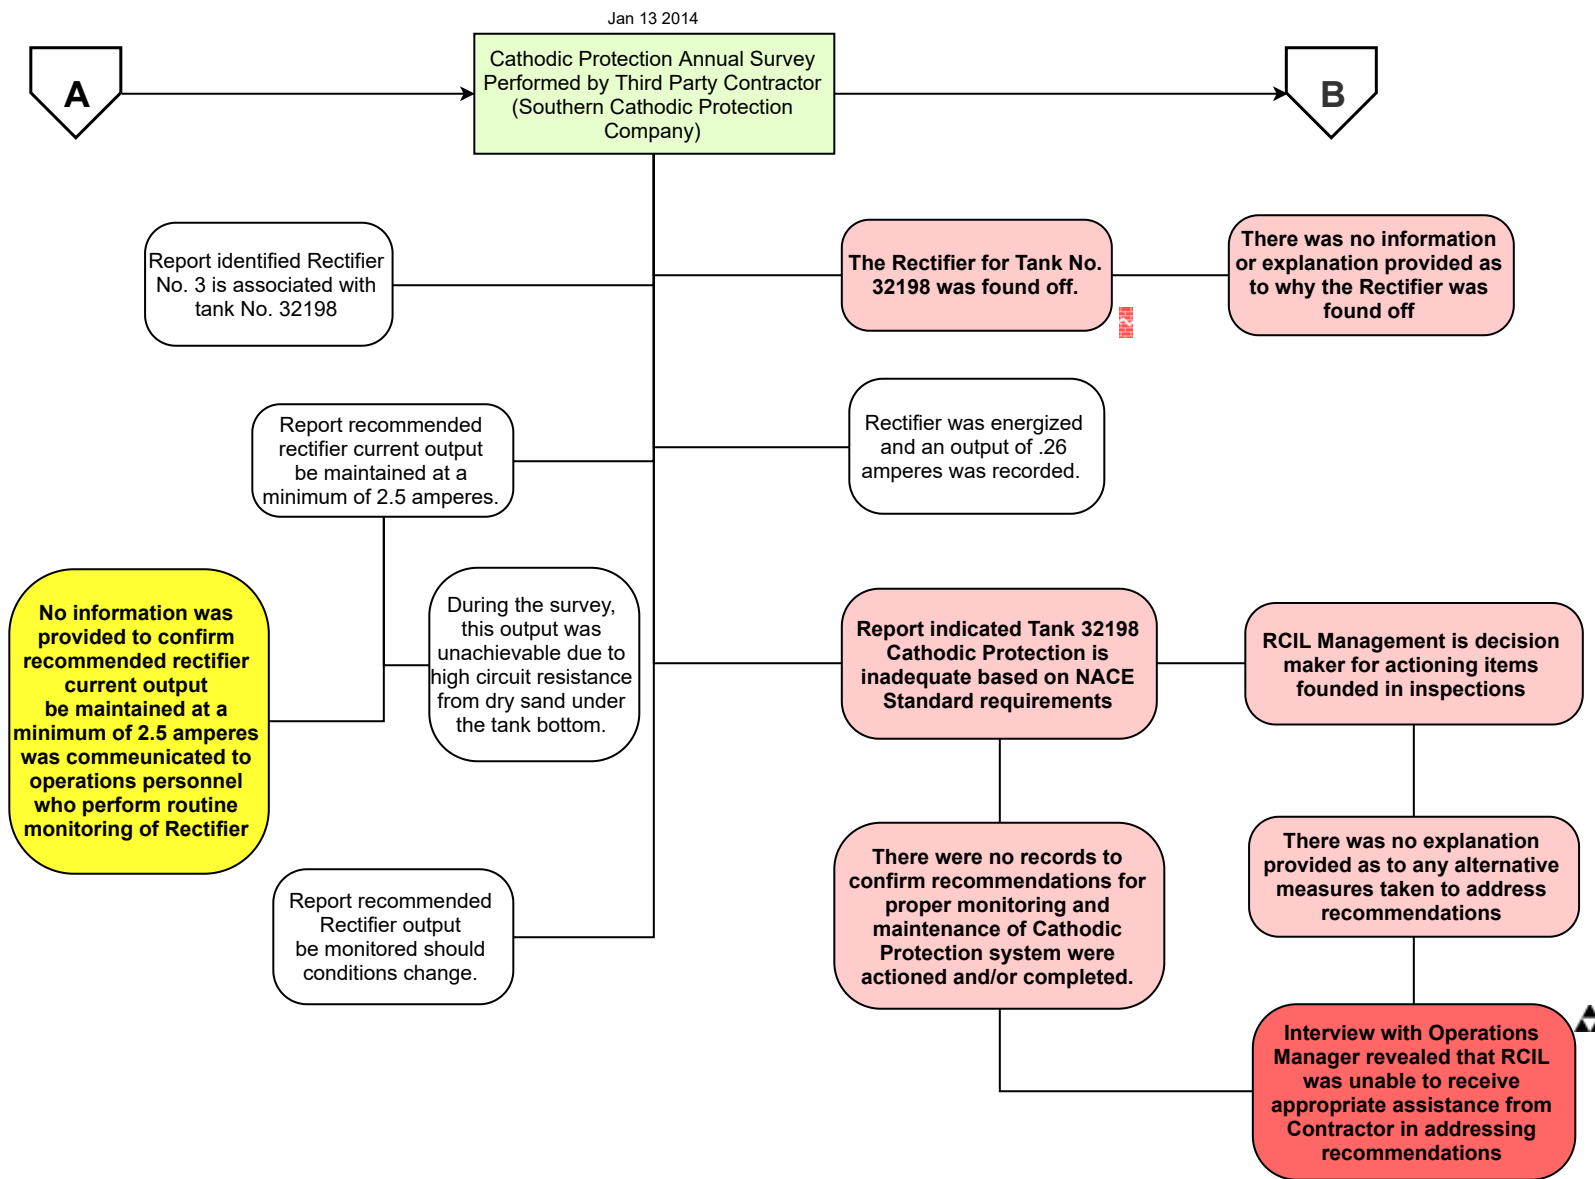 Jan 13 2014
A
Cathodic Protection Annual Survey
Performed by Third Party Contractor
(Southern Cathodic Protection
Company)
B
Report identified Rectifier
No. 3 is associated with
tank No. 32198
The Rectifier for Tank No.
32198 was found off.
There was no information
or explanation provided as
to why the Rectifier was
found off
Report recommended
rectifier current output
be maintained at a
minimum of 2.5 amperes.
Rectifier was energized
and an output of .26
amperes was recorded.
No information was
provided to confirm
recommended rectifier
current output
be maintained at a
minimum of 2.5 amperes
was commeunicated to
operations personnel
who perform routine
monitoring of Rectifier
During the survey,
this output was
unachievable due to
high circuit resistance
from dry sand under
the tank bottom.
Report indicated Tank 32198
Cathodic Protection is
inadequate based on NACE
Standard requirements
RCIL Management is decision
maker for actioning items
founded in inspections
There were no records to
confirm recommendations for
proper monitoring and
maintenance of Cathodic
Protection system were
actioned and/or completed.
There was no explanation
provided as to any alternative
measures taken to address
recommendations
Report recommended
Rectifier output
be monitored should
conditions change.
Interview with Operations
Manager revealed that RCIL
was unable to receive
appropriate assistance from
Contractor in addressing
recommendations